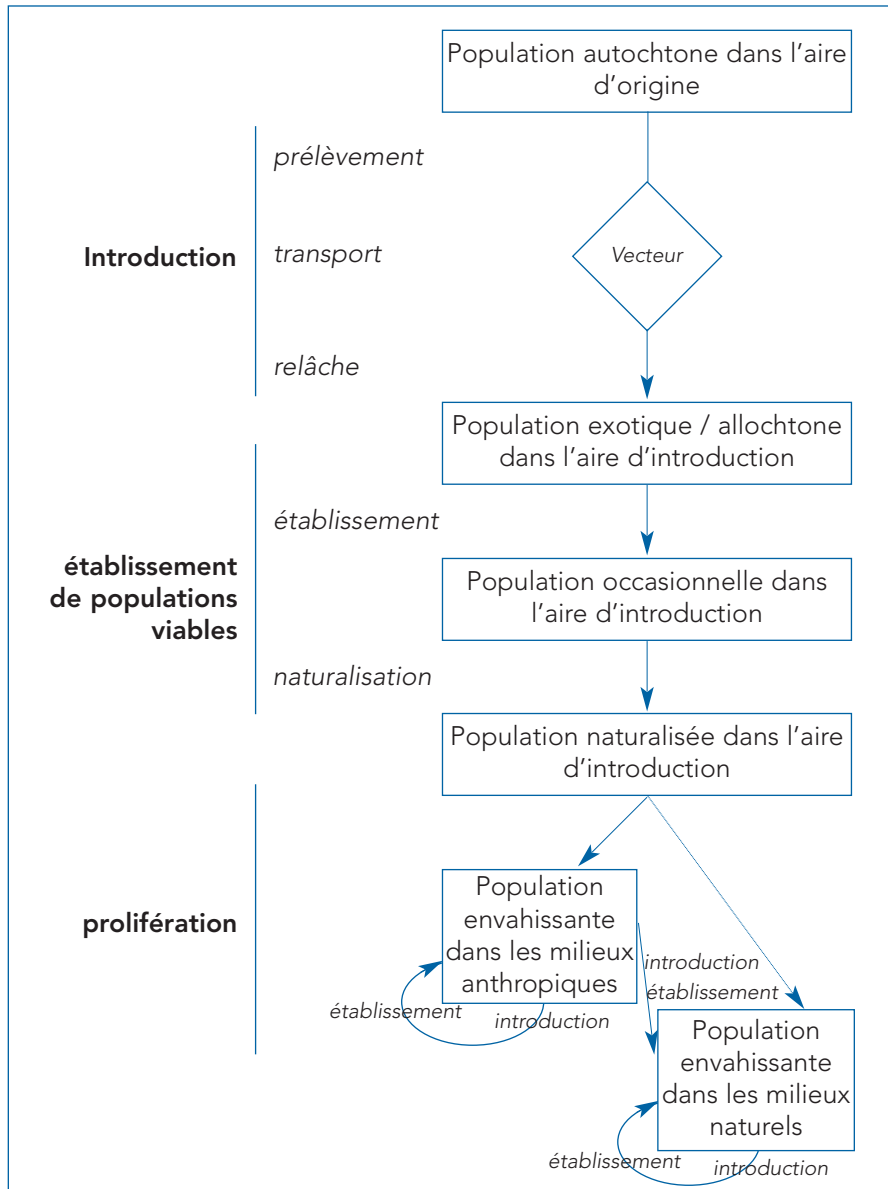 Population autochtone dans l'aire
d'origine
prélèvement
Introduction
transport
Vecteur
relâche
Population exotique / allochtone
dans l'aire d'introduction
établissement
établissement
de populations
viables
Population occasionnelle dans
l'aire d'introduction
naturalisation
Population naturalisée dans l'aire
d'introduction
prolifération
Population
envahissante
dans les milieux
anthropiques
introduction
établissement
établissement
introduction
Population
envahissante
dans les milieux
naturels
établissement
introduction